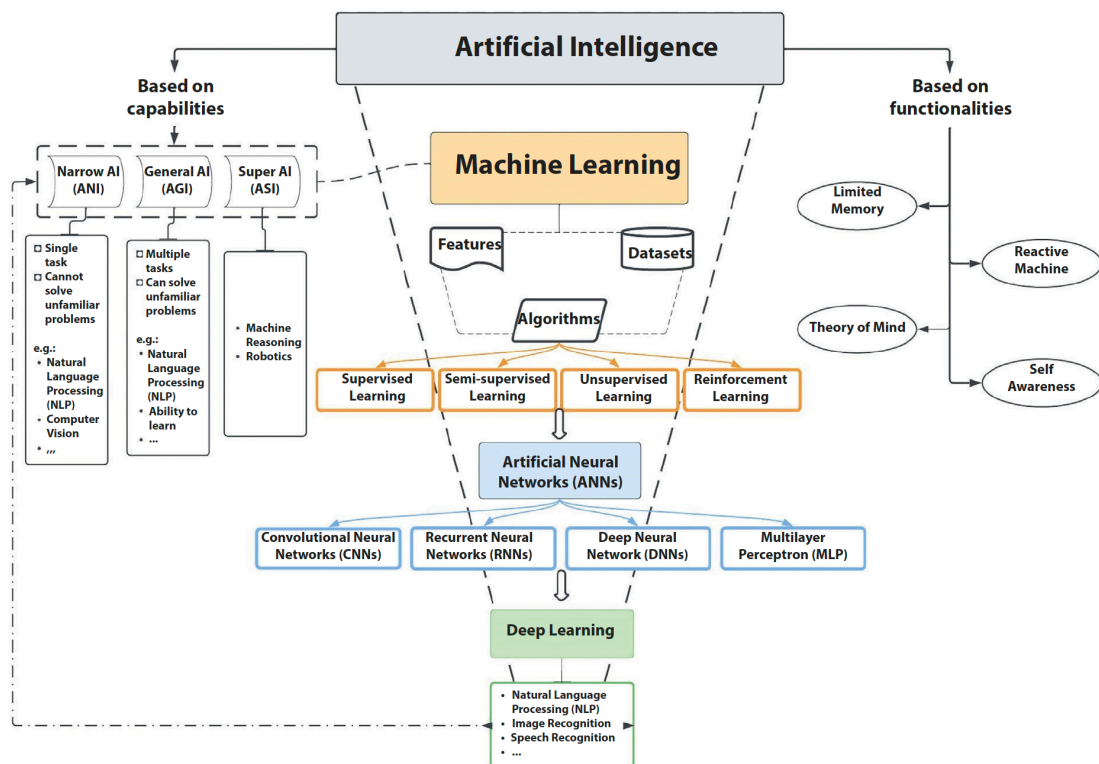 Artificial Intelligence
Based on
capabilities
Based on
functionalities
Narrow AI
(ANI)
General AI
(AGI)
Super AI
(ASI)
Single
task
Cannot
solve
unfamiliar
problems
e.g.:
• Natural
Language
Processing
(NLP)
• Computer
Vision
• ,,,
Multiple
tasks
Can solve
unfamiliar
problems
e.g.:
• Natural
Language
Processing
(NLP)
• Ability to
learn
• ...
• Machine
Reasoning
• Robotics
Machine Learning
Features
Datasets
Algorithms
Supervised
Learning
Semi-supervised
Learning
Unsupervised
Learning
Reinforcement
Learning
Artificial Neural
Networks (ANNs)
Convolutional Neural
Networks (CNNs)
Recurrent Neural
Networks (RNNs)
Deep Neural
Network (DNNs)
Multilayer
Perceptron (MLP)
Deep Learning
• Natural Language
Processing (NLP)
• Image Recognition
• Speech Recognition
• ...
Limited
Memory
Reactive
Machine
Theory of Mind
Self
Awareness